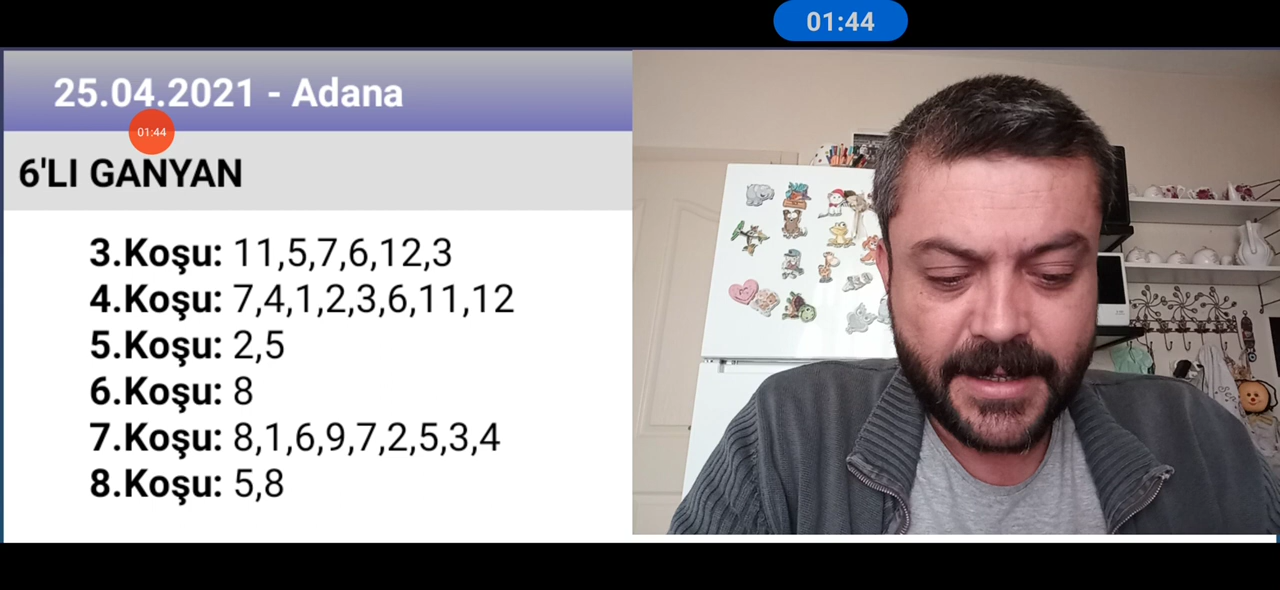 01:44
25.04.2021 - Adana
01:44
6'LI GANYAN
3.Koşu: 11,5,7,6,12,3
4.Koşu: 7,4,1,2,3,6,11,12
5.Koşu: 2,5
6.Koşu: 8
7.Koşu: 8,1,6,9,7,2,5,3,4
8.Koşu: 5,8